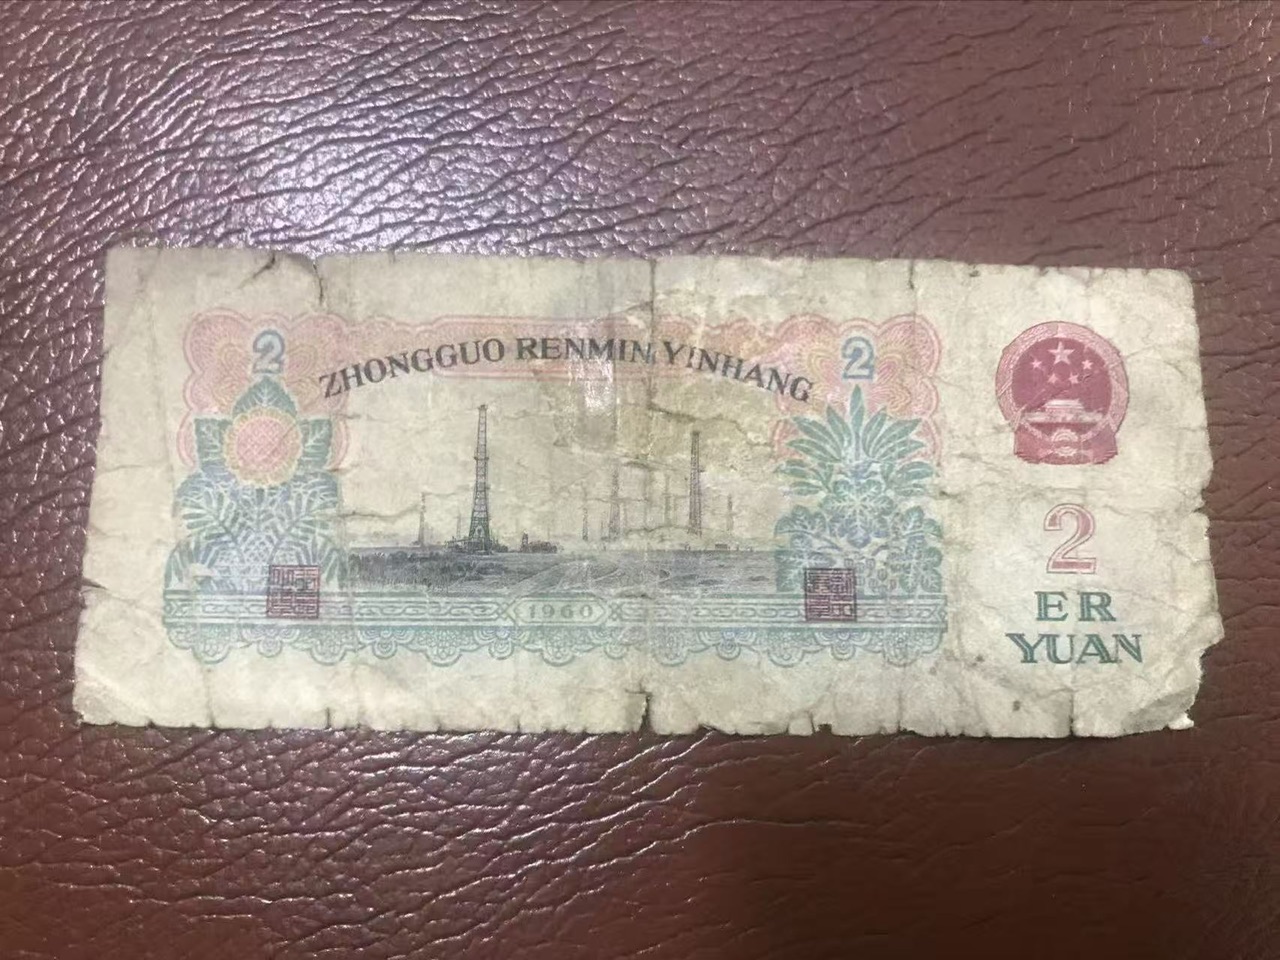 2 2
ZHONGGUO RENMIN YINHANG
1960
2
ER
YUAN